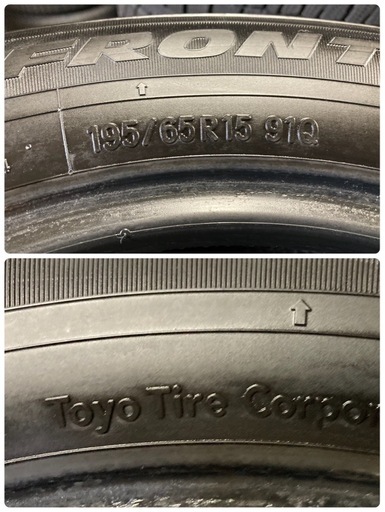 FRONT
195/65R15 91Q
Toyo Tire Corpor